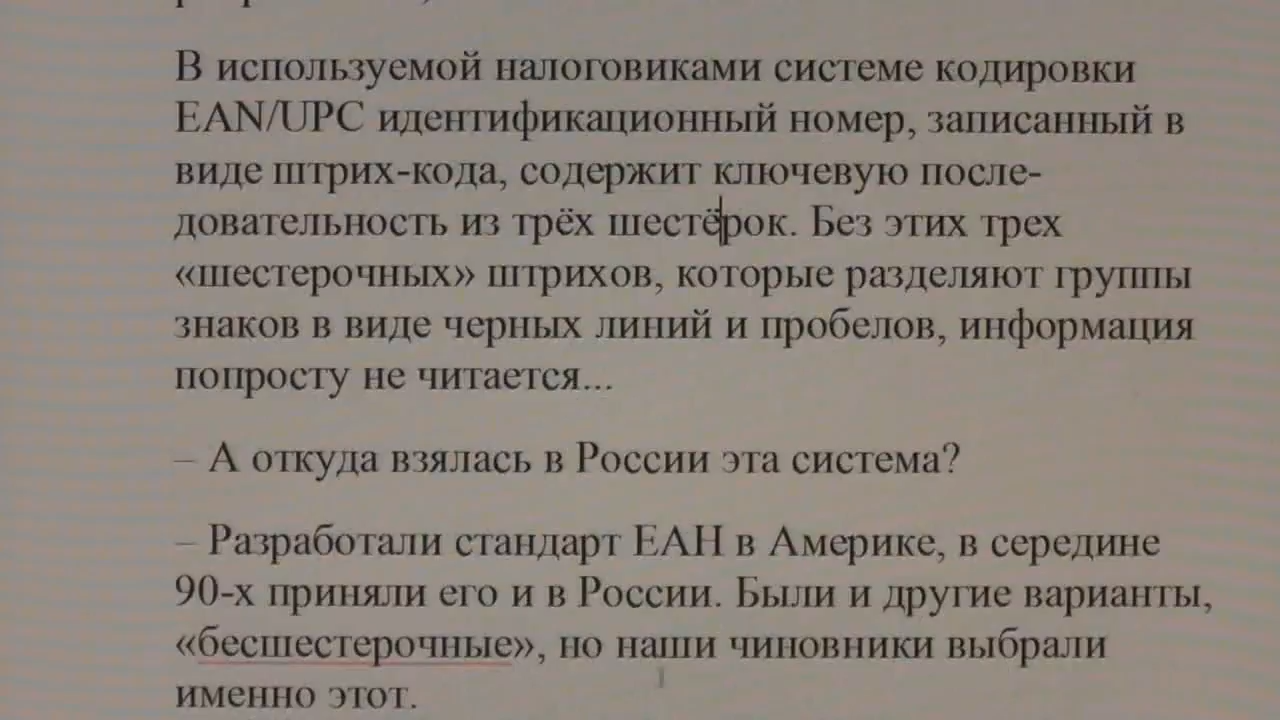 В используемой налоговиками системе кодировки
EAN/UPC идентификационный номер, записанный в
виде штрих-кода, содержит ключевую после-
довательность из трёх шестёрок. Без этих трех
«шестерочных» штрихов, которые разделяют группы
знаков в виде черных линий и пробелов, информация
попросту не читается...
– А откуда взялась в России эта система?
– Разработали стандарт ЕАН в Америке, в середине
90-х приняли его и в России. Были и другие варианты,
«бесшестерочные», но наши чиновники выбрали
именно этот.